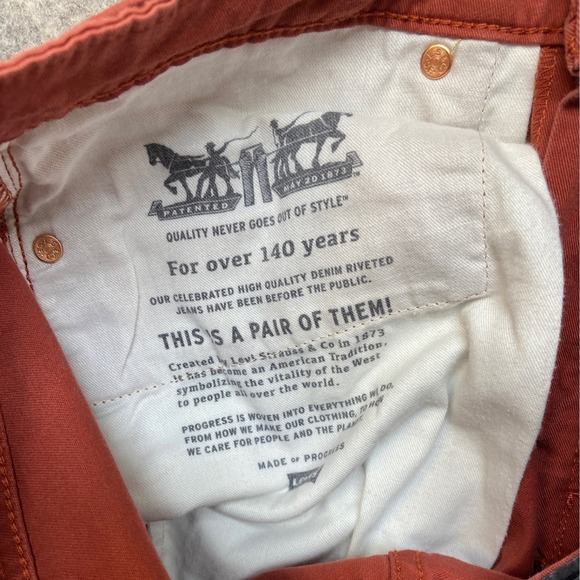 PATENTED MAY 20 1873
QUALITY NEVER GOES OUT OF STYLE™
For over 140 years
OUR CELEBRATED HIGH QUALITY DENIM RIVETED
JEANS HAVE BEEN BEFORE THE PUBLIC.
THIS IS A PAIR OF THEM!
Created by Levi Strauss & Co in 1873
it has become an American Tradition,
symbolizing the vitality of the West
to people all over the world.
PROGRESS IS WOVEN INTO EVERYTHING WE DO,
FROM HOW WE MAKE OUR CLOTHING, TO HOW
WE CARE FOR PEOPLE AND THE PLANET
MADE OF PROGRESS